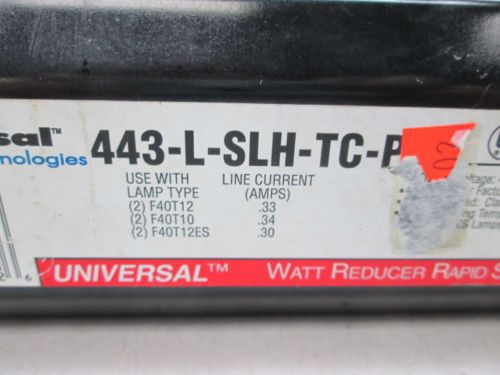 sal™
nologies
443-L-SLH-TC-P
02
USE WITH LAMP TYPE
LINE CURRENT (AMPS)
(2) F40T12 .33
(2) F40T10 .34
(2) F40T12ES .30
UNIVERSAL™ WATT REDUCER RAPID S